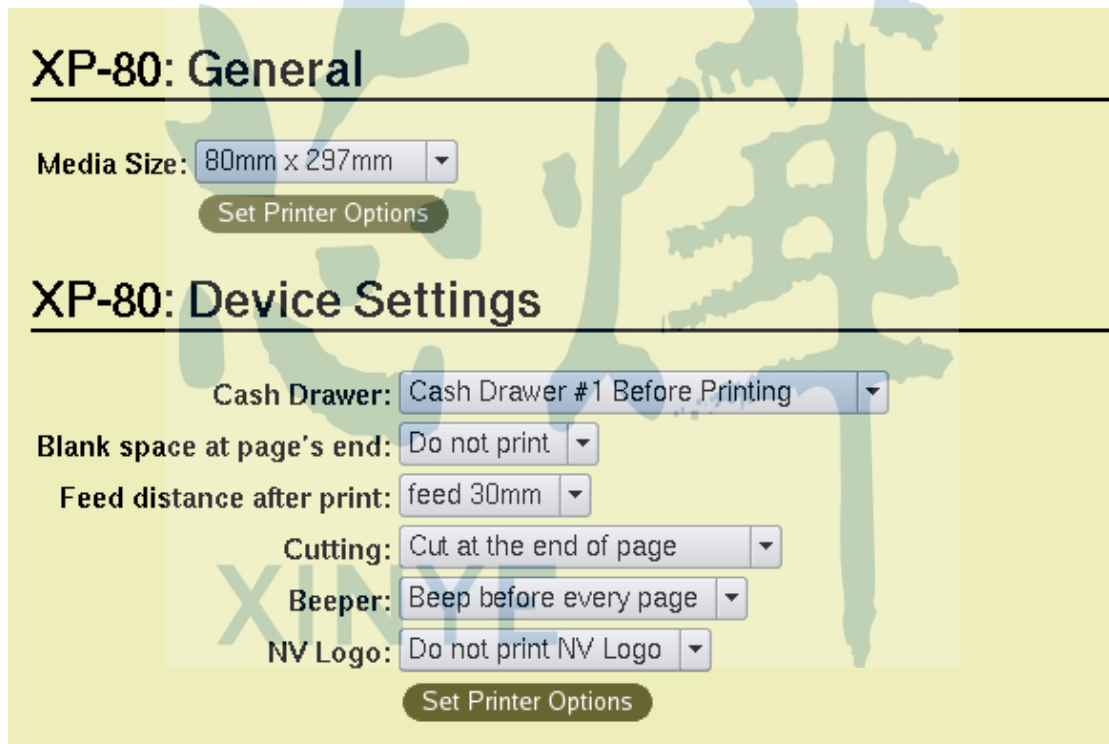 XP-80: General
Media Size: 80mm x 297mm
Set Printer Options
XP-80: Device Settings
Cash Drawer: Cash Drawer #1 Before Printing
Blank space at page's end: Do not print
Feed distance after print: feed 30mm
Cutting: Cut at the end of page
Beeper: Beep before every page
NV Logo: Do not print NV Logo
Set Printer Options
XINYE